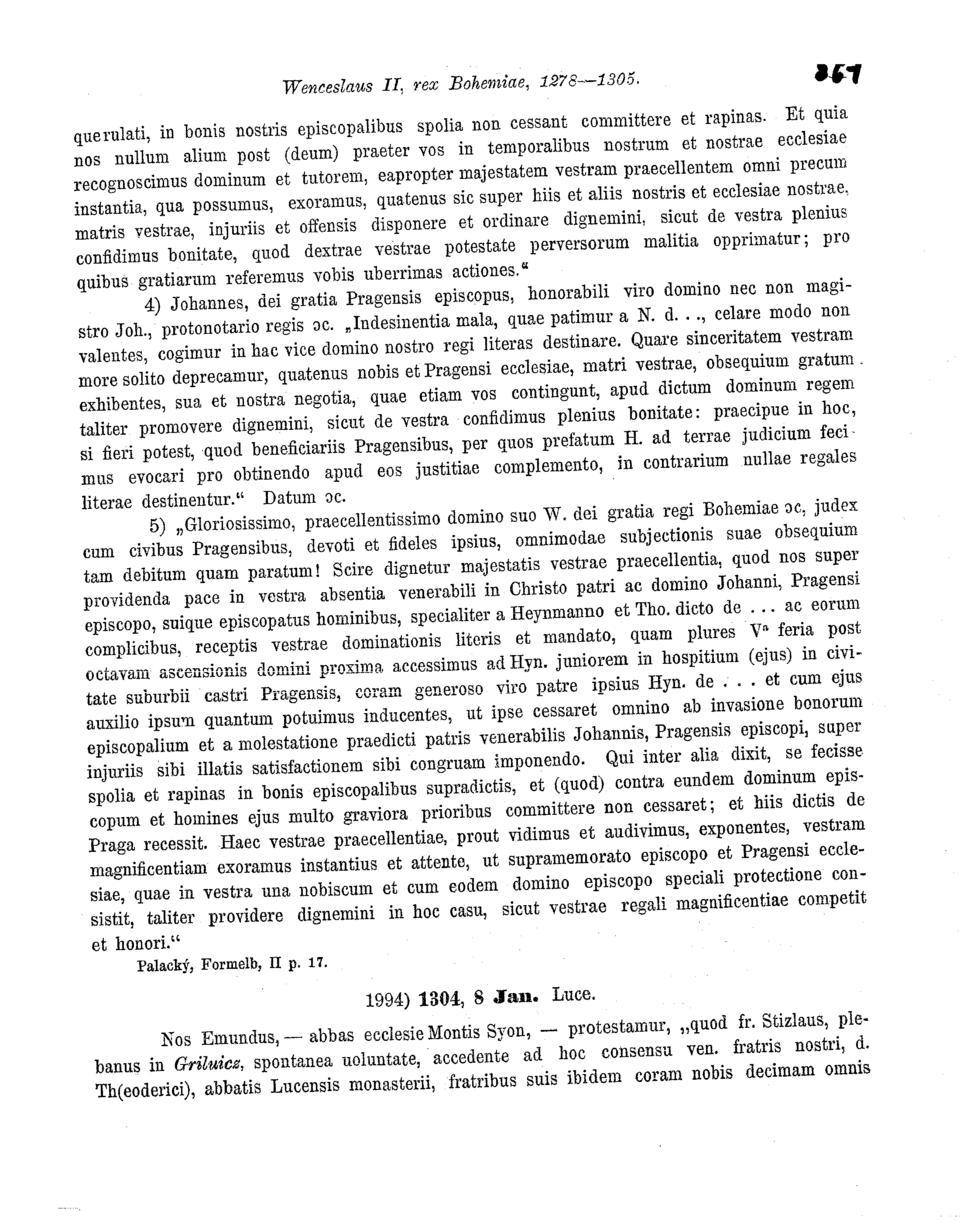 Wenceslaus II, rex Bohemiae, 1278—1305.
querulati, in bonis nostris episcopalibus spolia non cessant committere et rapinas. Et quia
nos nullum alium post (deum) praeter vos in temporalibus nostrum et nostrae ecclesiae
recognoscimus dominum et tutorem, eapropter majestatem vestram praecellentem omni precum
instantia, qua possumus, exoramus, quatenus sic super hiis et aliis nostris et ecclesiae nostrae,
matris vestrae, injuriis et offensis disponere et ordinare dignemini, sicut de vestra plenius
confidimus bonitate, quod dextrae vestrae potestate perversorum malitia opprimatur; pro
quibus gratiarum referemus vobis uberrimas actiones.“
4) Johannes, dei gratia Pragensis episcopus, honorabili viro domino nec non magi-
stro Joh., protonotario regis ɔc. „Indesinentia mala, quae patimur a N. d. . ., celare modo non
valentes, cogimur in hac vice domino nostro regi literas destinare. Quare sinceritatem vestram
more solito deprecamur, quatenus nobis et Pragensi ecclesiae, matri vestrae, obsequium gratum
exhibentes, sua et nostra negotia, quae etiam vos contingunt, apud dictum dominum regem
taliter promovere dignemini, sicut de vestra confidimus plenius bonitate: praecipue in hoc,
si fieri potest, quod beneficiariis Pragensibus, per quos prefatum H. ad terrae judicium feci-
mus evocari pro obtinendo apud eos justitiae complemento, in contrarium nullae regales
literae destinentur.“ Datum ɔc.
5) „Gloriosissimo, praecellentissimo domino suo W. dei gratia regi Bohemiae ɔc, judex
cum civibus Pragensibus, devoti et fideles ipsius, omnimodae subjectionis suae obsequium
tam debitum quam paratum! Scire dignetur majestatis vestrae praecellentia, quod nos super
providenda pace in vestra absentia venerabili in Christo patri ac domino Johanni, Pragensi
episcopo, suique episcopatus hominibus, specialiter a Heynmanno et Tho. dicto de ... ac eorum
complicibus, receptis vestrae dominationis literis et mandato, quam plures Vª feria post
octavam ascensionis domini proxima accessimus ad Hyn. juniorem in hospitium (ejus) in civi-
tate suburbii castri Pragensis, coram generoso viro patre ipsius Hyn. de . . . et cum ejus
auxilio ipsum quantum potuimus inducentes, ut ipse cessaret omnino ab invasione bonorum
episcopalium et a molestatione praedicti patris venerabilis Johannis, Pragensis episcopi, super
injuriis sibi illatis satisfactionem sibi congruam imponendo. Qui inter alia dixit, se fecisse
spolia et rapinas in bonis episcopalibus supradictis, et (quod) contra eundem dominum epis-
copum et homines ejus multo graviora prioribus committere non cessaret; et hiis dictis de
Praga recessit. Haec vestrae praecellentiae, prout vidimus et audivimus, exponentes, vestram
magnificentiam exoramus instantius et attente, ut supramemorato episcopo et Pragensi eccle-
siae, quae in vestra una nobiscum et cum eodem domino episcopo speciali protectione con-
sistit, taliter providere dignemini in hoc casu, sicut vestrae regali magnificentiae competit
et honori.“
Palacký, Formelb, II p. 17.
1994) 1304, 8 Jan. Luce.
Nos Emundus, — abbas ecclesie Montis Syon, — protestamur, „quod fr. Stizlaus, ple-
banus in Griluicz, spontanea uoluntate, accedente ad hoc consensu ven. fratris nostri, d.
Th(eoderici), abbatis Lucensis monasterii, fratribus suis ibidem coram nobis decimam omnis